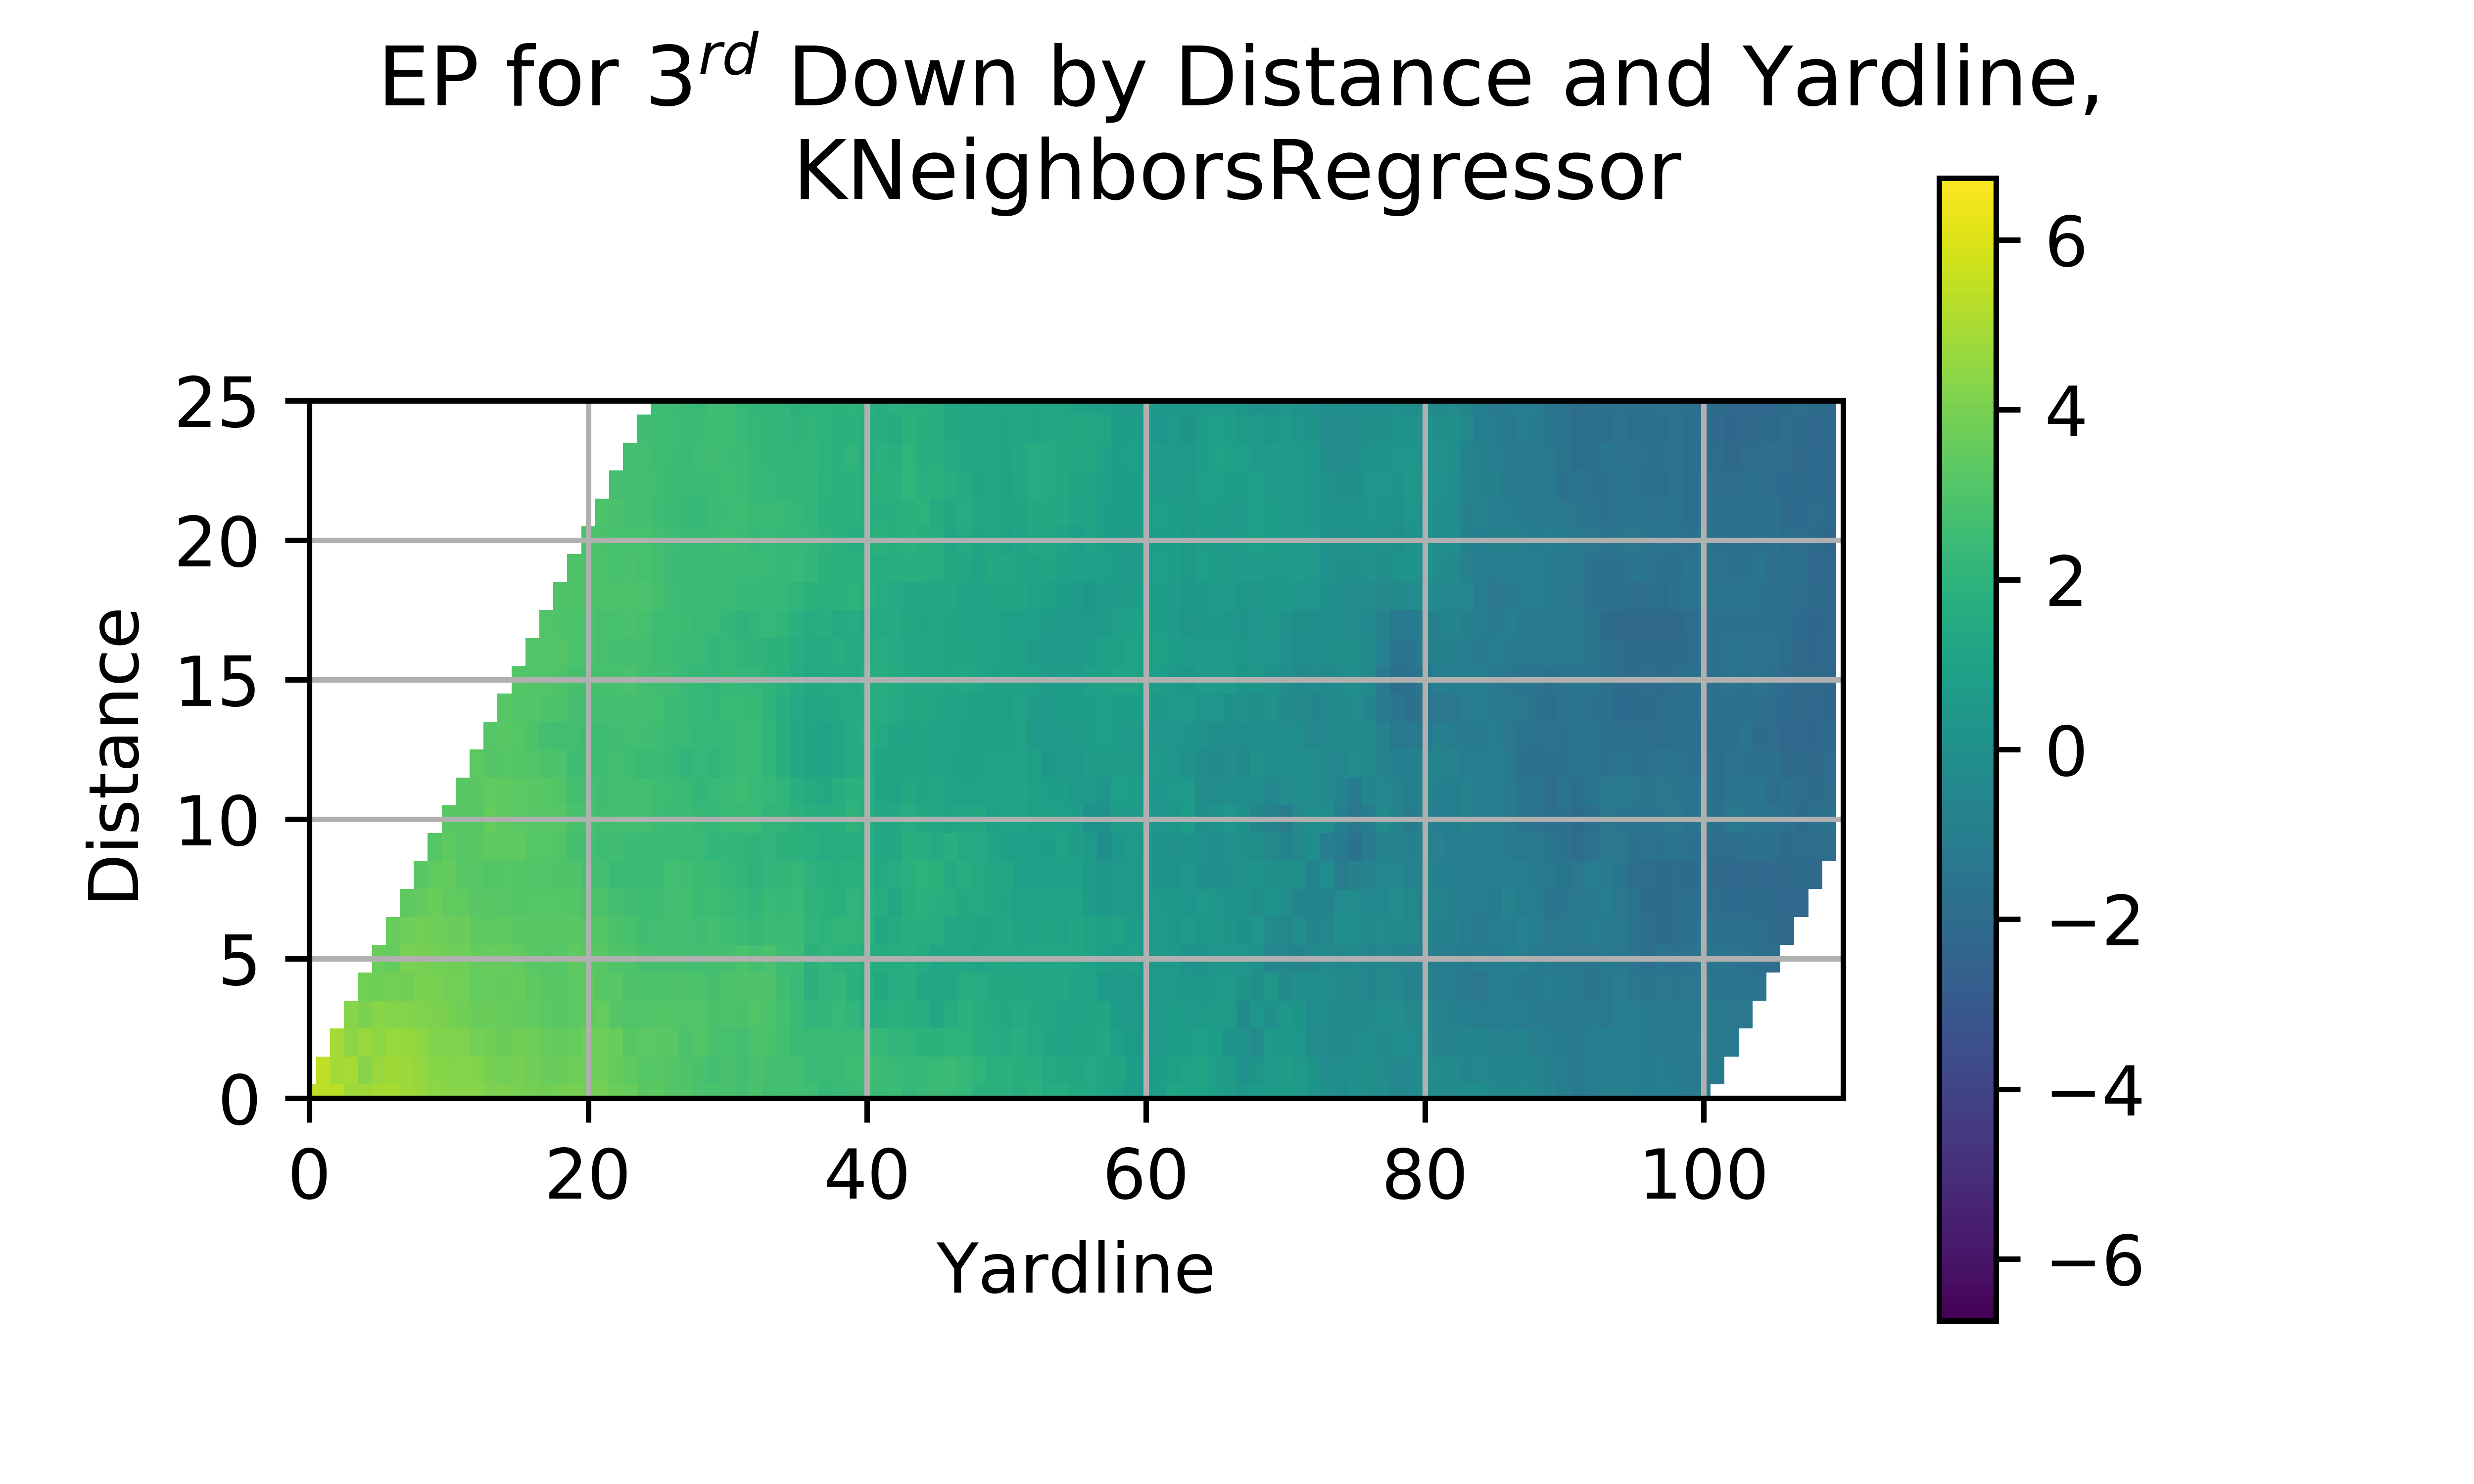 EP for 3rd Down by Distance and Yardline,
KNeighborsRegressor
6
4
2
0
−2
−4
−6
25
20
15
10
5
0
Distance
0 20 40 60 80 100
Yardline